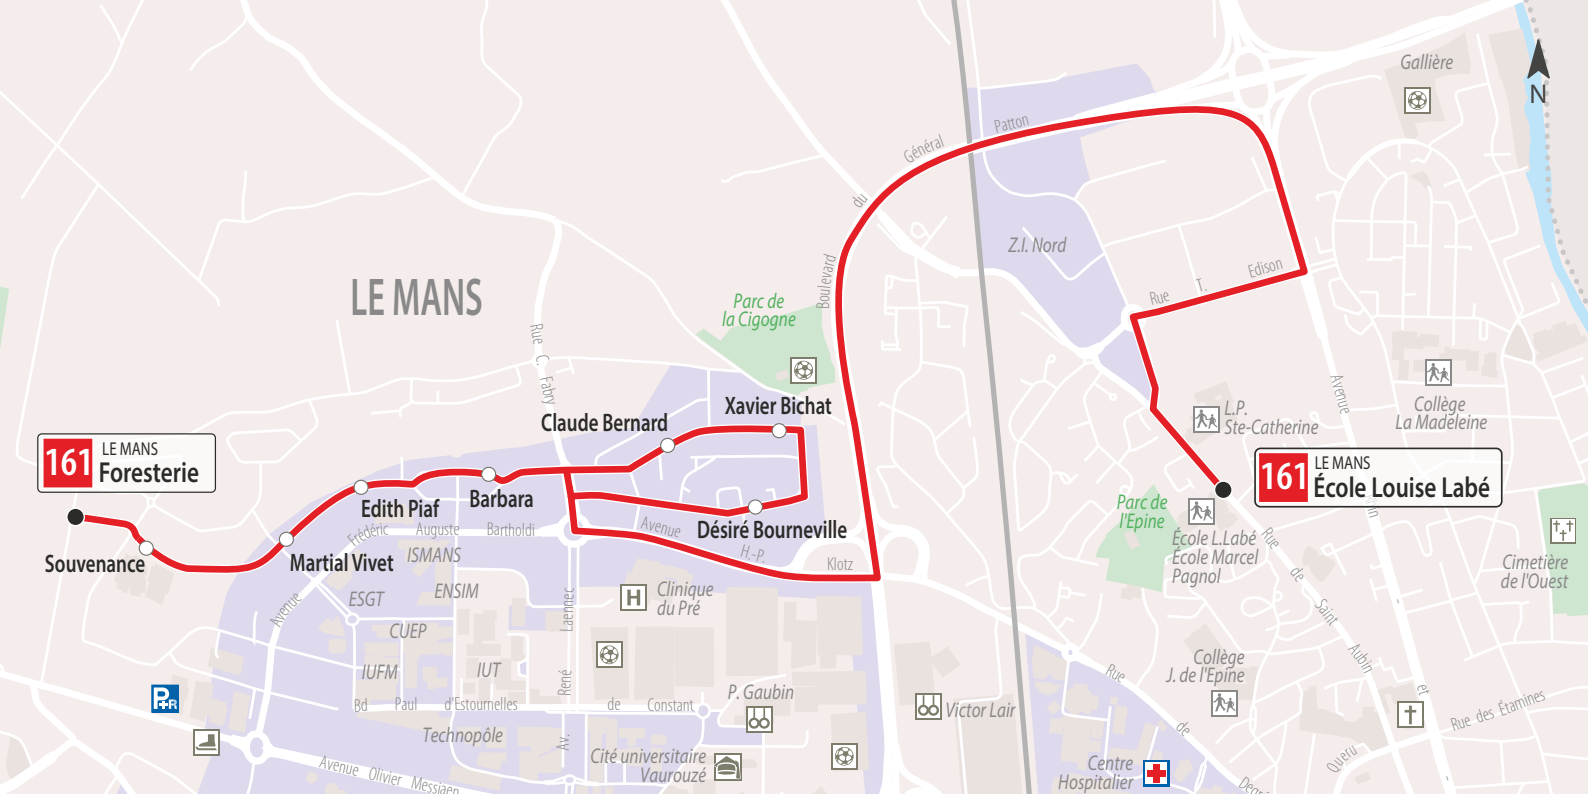 Gallière
N
Général
Patton
du
Boulevard
Z.I. Nord
Rue T. Edison
LE MANS
Parc de
la Cigogne
Rue C. Fabry
Avenue
Collège
La Madeleine
L.P.
Ste-Catherine
Xavier Bichat
Claude Bernard
161
LE MANS
Foresterie
161
LE MANS
École Louise Labé
Edith Piaf
Barbara
Désiré Bourneville
Souvenance
Martial Vivet
Frédéric Auguste Bartholdi
Avenue H.-P. Klotz
Parc de
l'Épine
École L.Labé
École Marcel
Pagnol
Rue de Saint Aubin
Cimetière
de l'Ouest
ISMANS
ENSIM
ESGT
CUEP
IUFM
IUT
Avenue
H
Clinique
du Pré
Av. René Laennec
Bd Paul d'Estournelles de Constant
P+R
Technopôle
P. Gaubin
Victor Lair
Cité universitaire
Vaurouzé
Avenue Olivier Messiaen
Collège
J. de l'Épine
Rue de
Centre
Hospitalier
et
Rue des Étamines
Queru